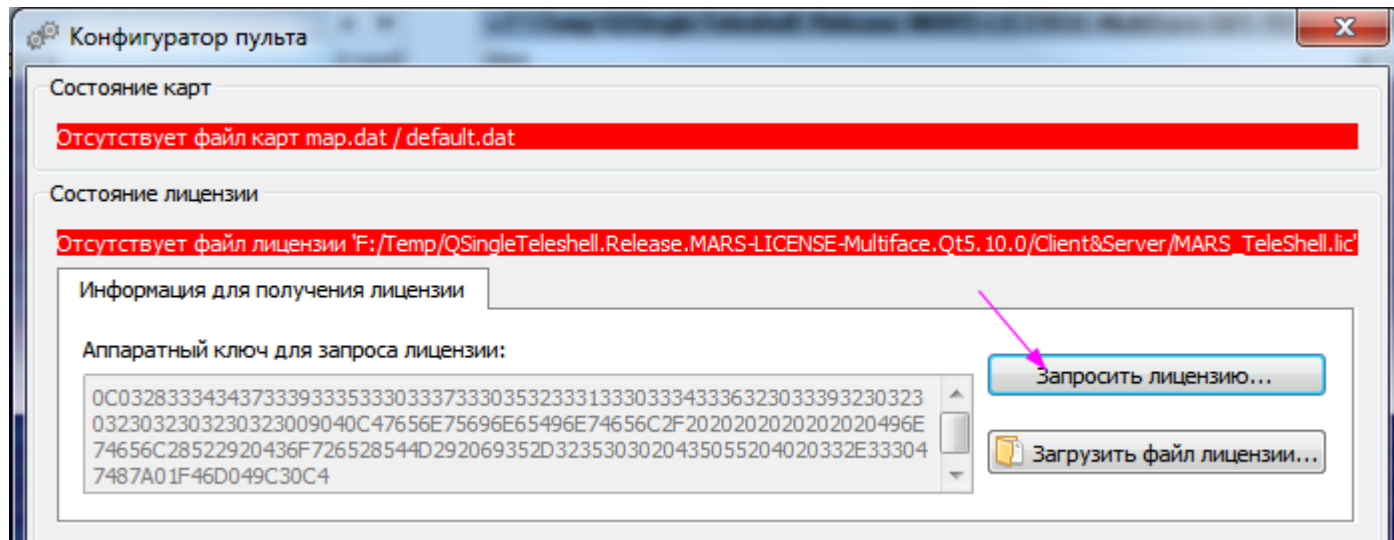 Конфигуратор пульта
Состояние карт
Отсутствует файл карт map.dat / default.dat
Состояние лицензии
Отсутствует файл лицензии 'F:/Temp/QSingleTeleshell.Release.MARS-LICENSE-Multiface.Qt5.10.0/Client&Server/MARS_TeleShell.lic'
Информация для получения лицензии
Аппаратный ключ для запроса лицензии:
0C0328333434373339333533303337333035323331333033343336323033393230323
03230323032303230323009040C47656E75696E65496E74656C2F2020202020202020496E
74656C28522920436F726528544D292069352D3235303020435055204020332E33304
7487A01F46D049C30C4
Запросить лицензию...
Загрузить файл лицензии...